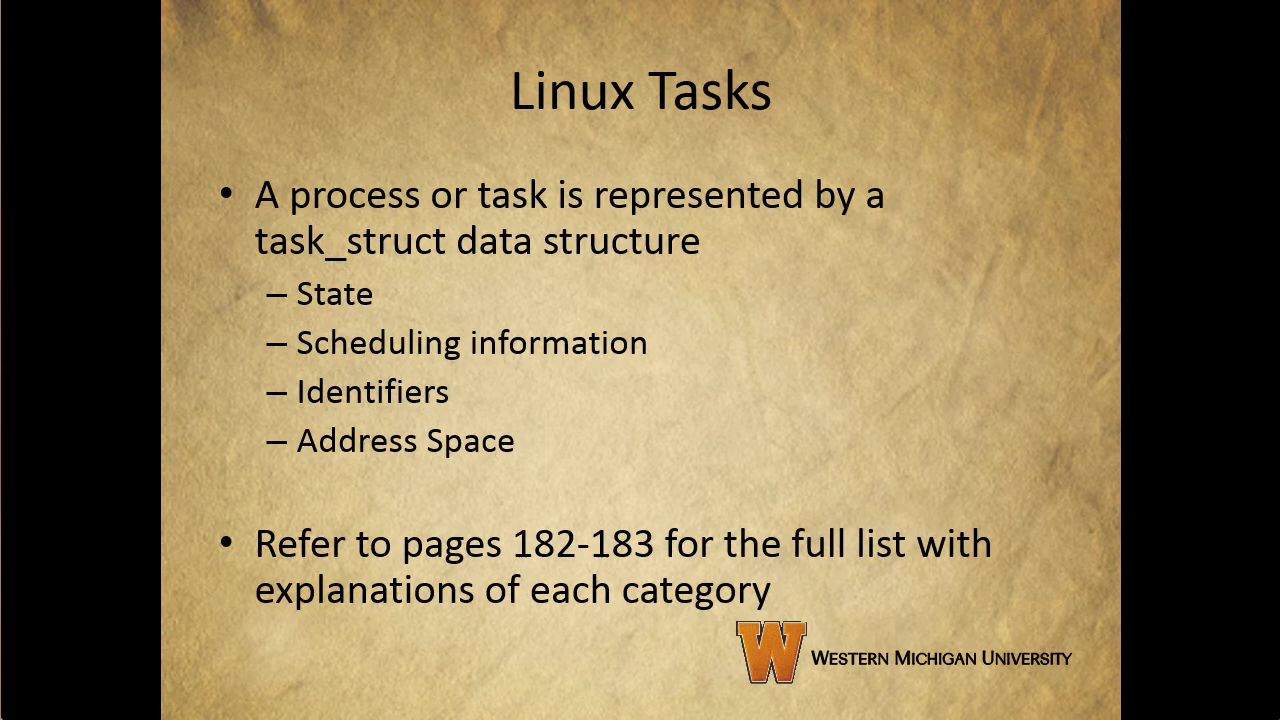 Linux Tasks
• A process or task is represented by a
task_struct data structure
– State
– Scheduling information
– Identifiers
– Address Space
• Refer to pages 182-183 for the full list with
explanations of each category
W WESTERN MICHIGAN UNIVERSITY